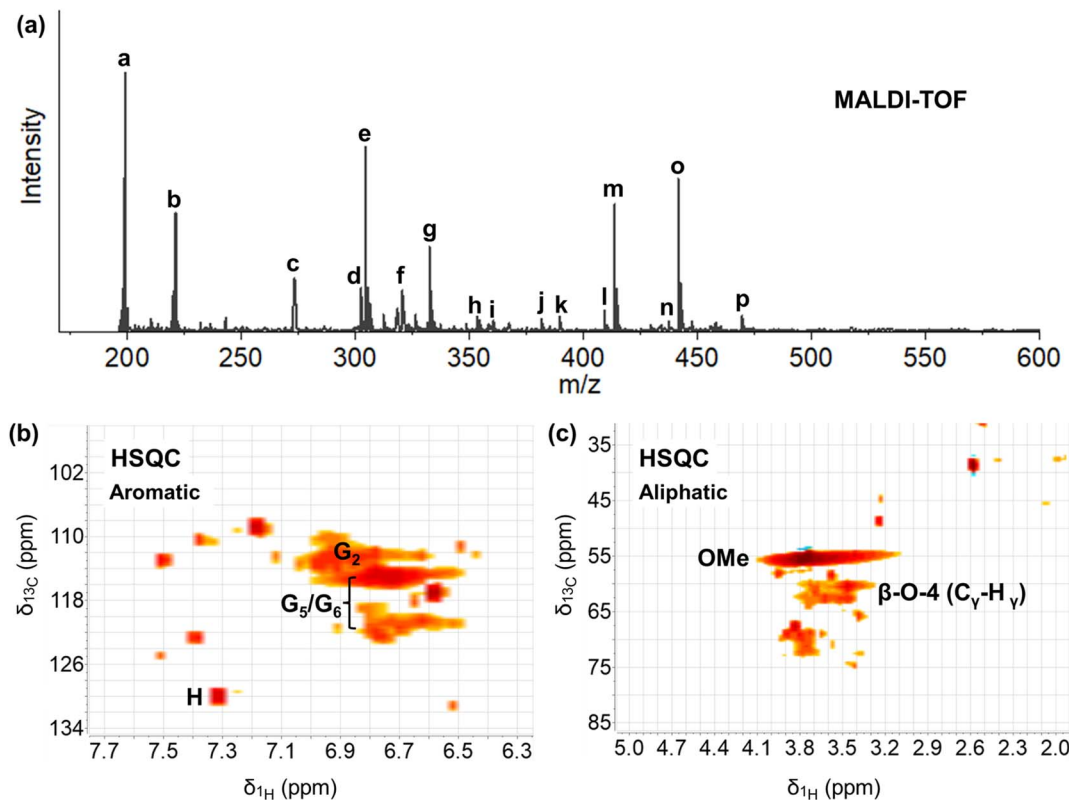 (a)
MALDI-TOF
Intensity
a
b
c
d
e
f
g
h
i
j
k
l
m
n
o
p
200 250 300 350 400 450 500 550 600
m/z
(b)
HSQC
Aromatic
δ13C (ppm)
102
110
118
126
134
G2
G5/G6
H
7.7 7.5 7.3 7.1 6.9 6.7 6.5 6.3
δ1H (ppm)
(c)
HSQC
Aliphatic
δ13C (ppm)
35
45
55
65
75
85
OMe
β-O-4 (Cγ-Hγ)
5.0 4.7 4.4 4.1 3.8 3.5 3.2 2.9 2.6 2.3 2.0
δ1H (ppm)